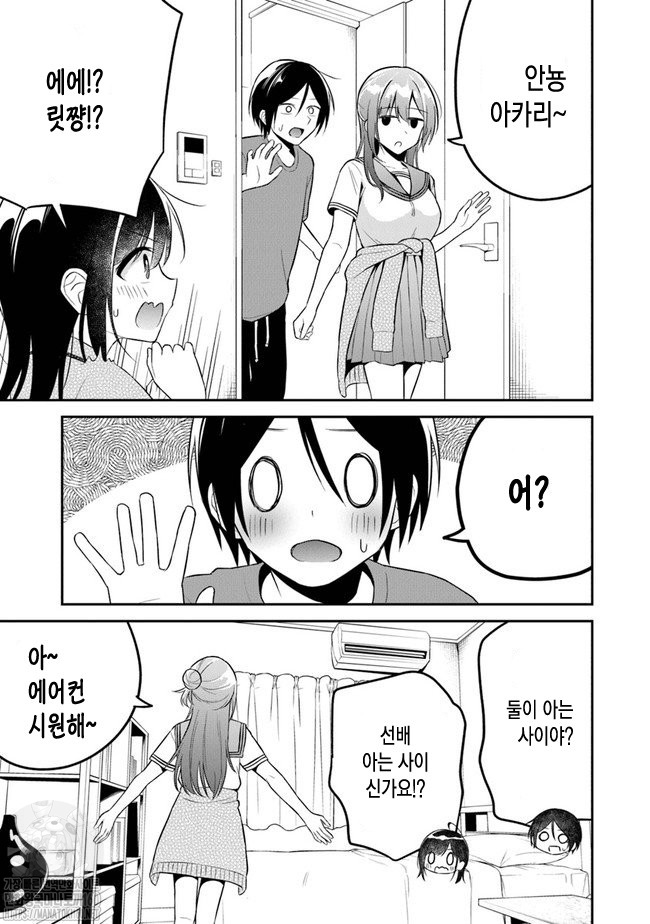 안뇽
아카리~
에에!?
릿쨩!?
어?
둘이 아는
사이야?
선배
아는 사이
신가요!?
아~
에어컨
시원해~